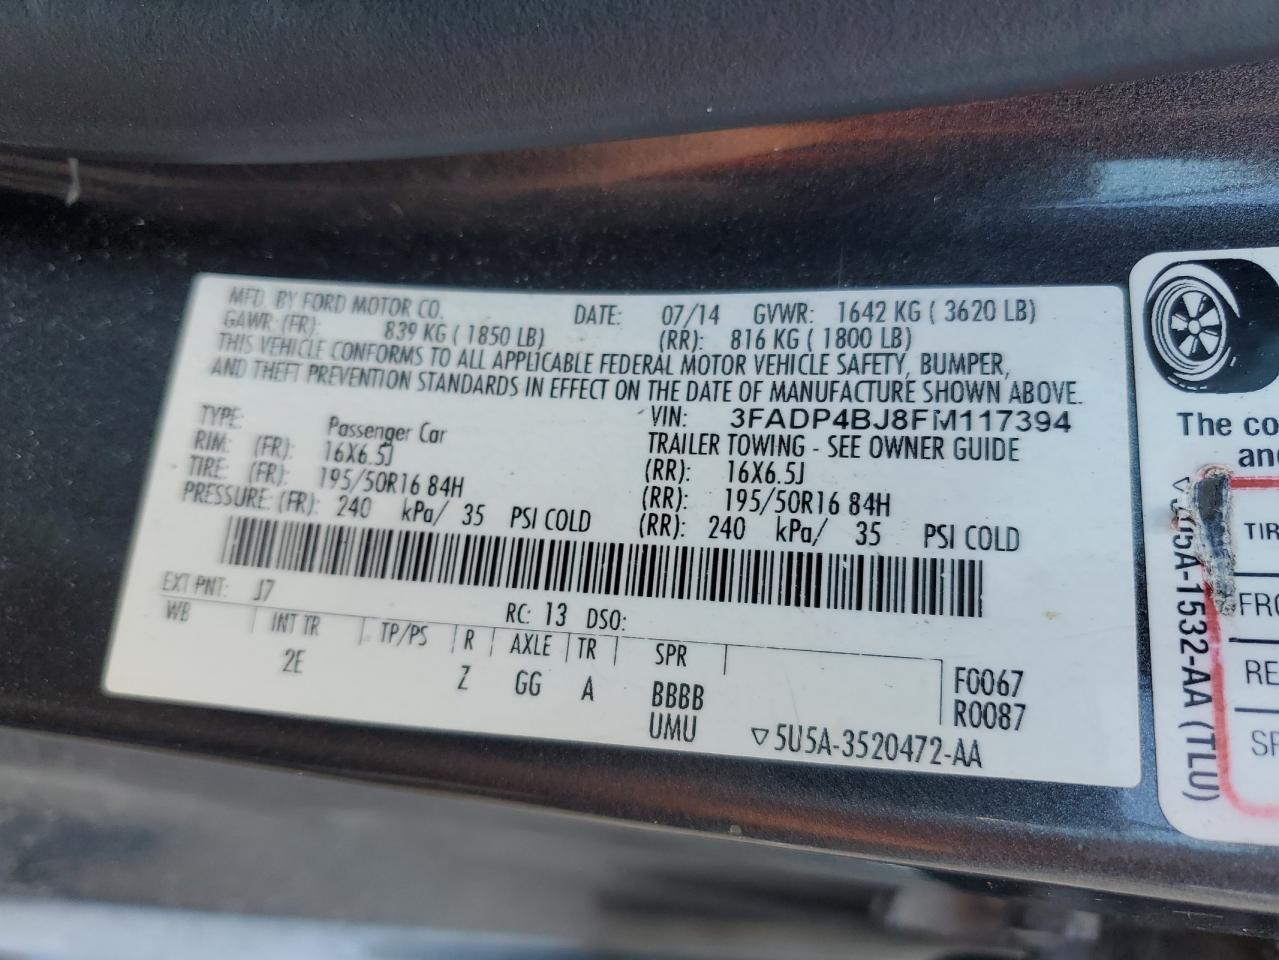 MFD. BY FORD MOTOR CO. DATE: 07/14 GVWR: 1642 KG ( 3620 LB)
GAWR: (FR): 839 KG ( 1850 LB) (RR): 816 KG ( 1800 LB)
THIS VEHICLE CONFORMS TO ALL APPLICABLE FEDERAL MOTOR VEHICLE SAFETY, BUMPER,
AND THEFT PREVENTION STANDARDS IN EFFECT ON THE DATE OF MANUFACTURE SHOWN ABOVE.
VIN: 3FADP4BJ8FM117394
TYPE: Passenger Car TRAILER TOWING - SEE OWNER GUIDE
RIM: (FR): 16X6.5J (RR): 16X6.5J
TIRE: (FR): 195/50R16 84H (RR): 195/50R16 84H
PRESSURE: (FR): 240 kPa/ 35 PSI COLD (RR): 240 kPa/ 35 PSI COLD
EXT PNT: J7 RC: 13 DSO:
WB INT TR TP/PS R AXLE TR SPR
2E Z GG A BBBB
UMU
F0067
R0087
▽5U5A-3520472-AA
The co
and
TIR
FRO
RE
SP
5A-1532-AA (TLU)